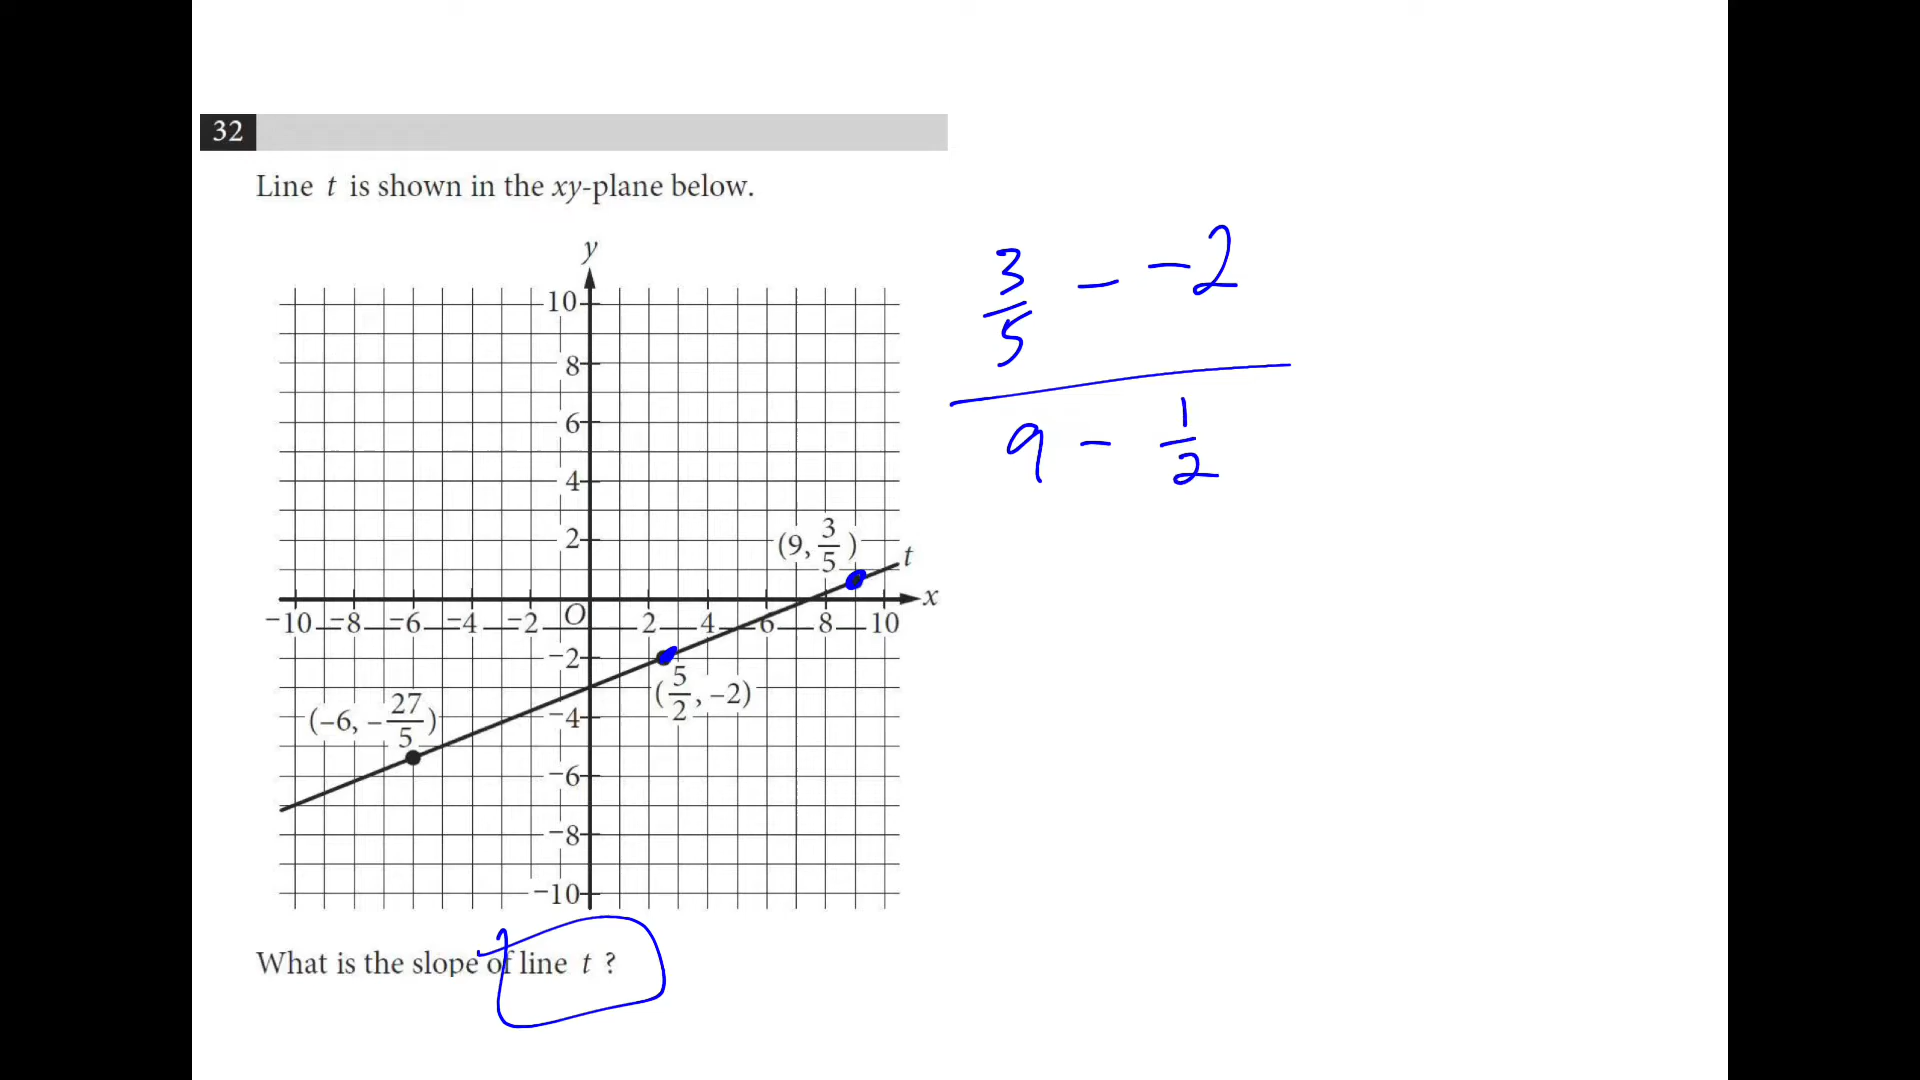 32
Line t is shown in the xy-plane below.
y
10
8
6
4
2
(9, 3/5)
t
x
−10 −8 −6 −4 −2 O 2 4 6 8 10
−2
(5/2, −2)
(−6, −27/5)
−4
−6
−8
−10
What is the slope of line t ?
3/5 − −2
9 − 1/2